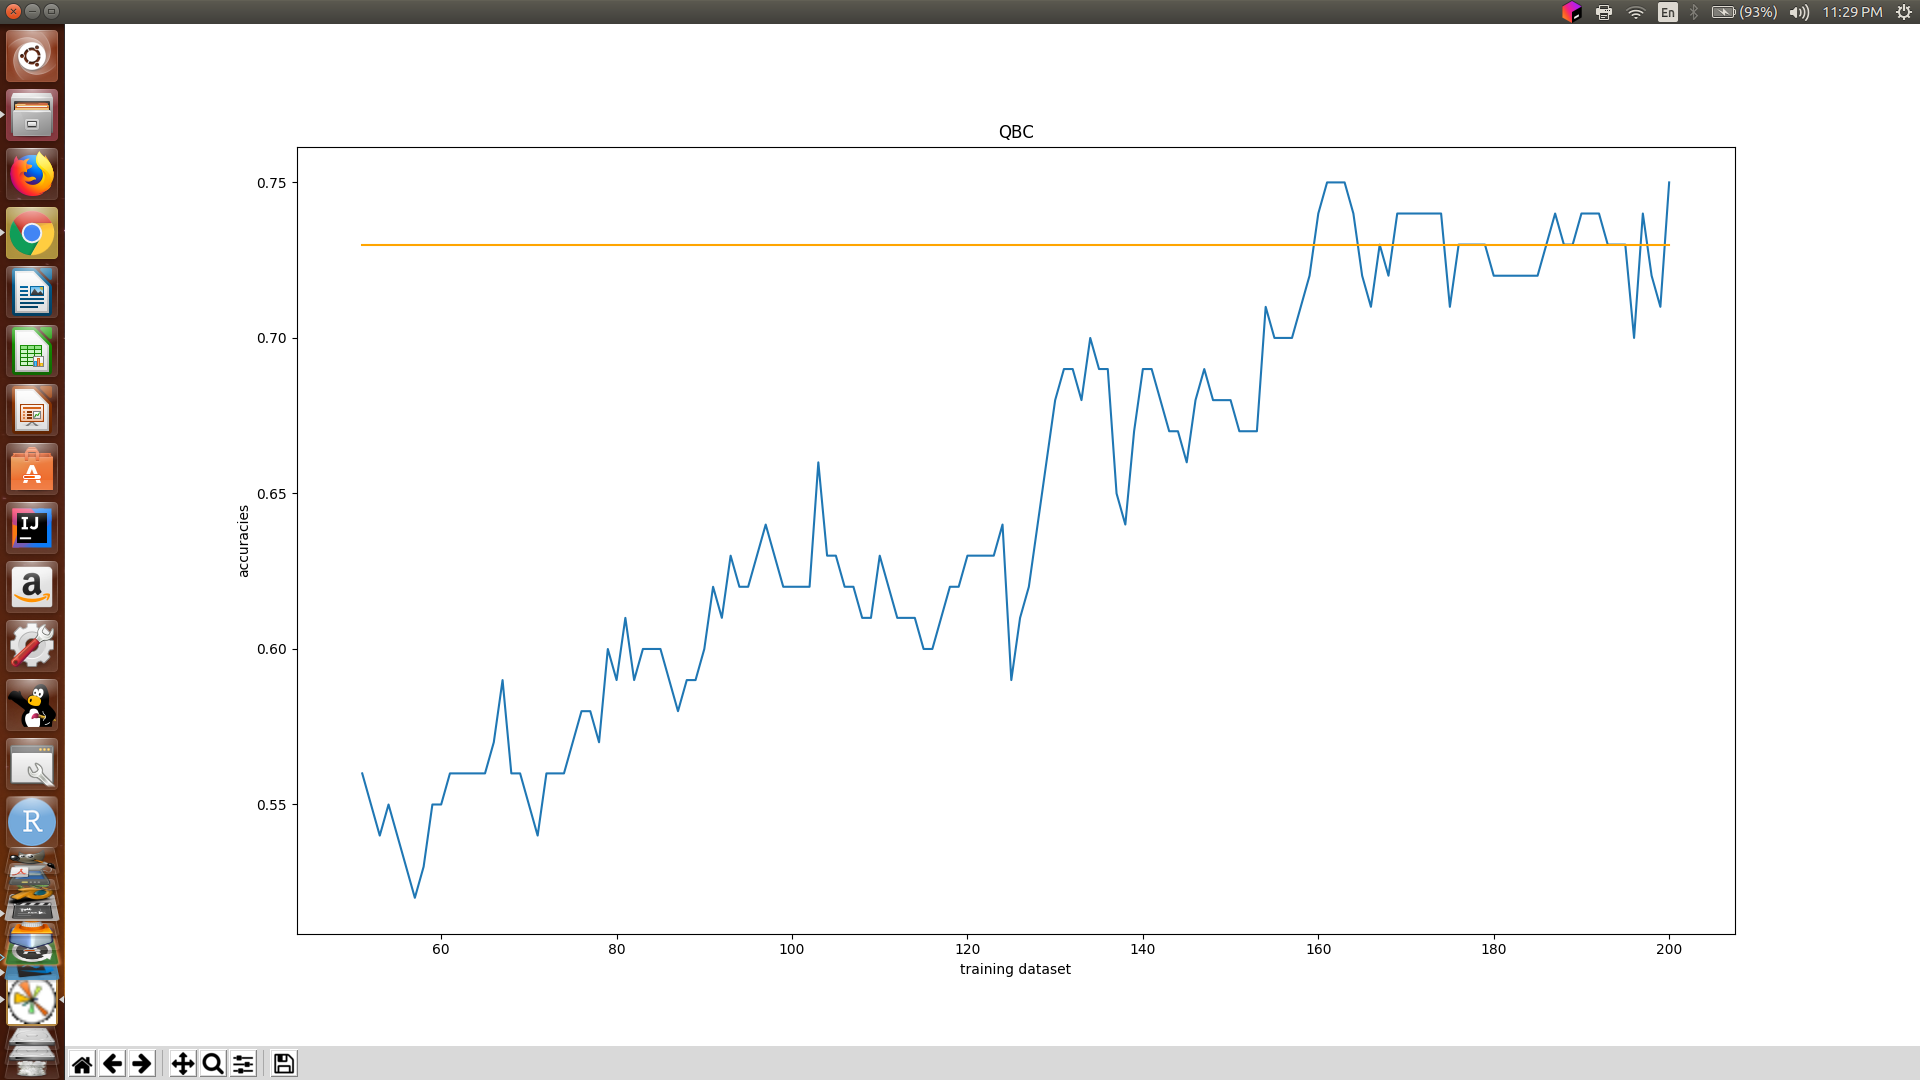 En (93%) 11:29 PM
QBC
0.75
0.70
0.65
0.60
0.55
accuracies
60 80 100 120 140 160 180 200
training dataset
A
IJ
a
R